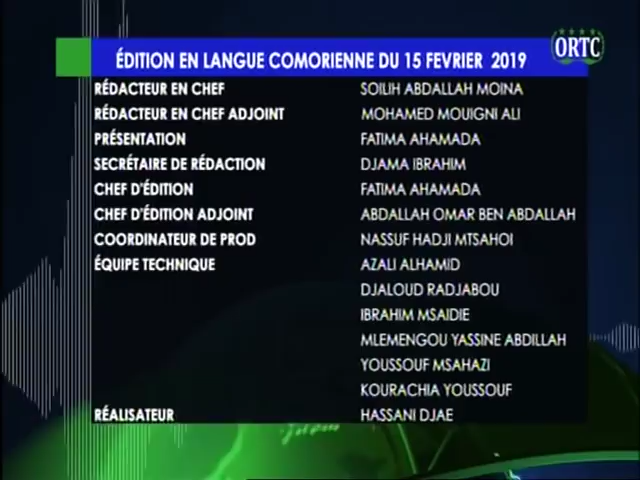 ORTC
ÉDITION EN LANGUE COMORIENNE DU 15 FEVRIER 2019
RÉDACTEUR EN CHEF SOILIH ABDALLAH MOINA
RÉDACTEUR EN CHEF ADJOINT MOHAMED MOUIGNI ALI
PRÉSENTATION FATIMA AHAMADA
SECRÉTAIRE DE RÉDACTION DJAMA IBRAHIM
CHEF D'ÉDITION FATIMA AHAMADA
CHEF D'ÉDITION ADJOINT ABDALLAH OMAR BEN ABDALLAH
COORDINATEUR DE PROD NASSUF HADJI MTSAHOI
ÉQUIPE TECHNIQUE AZALI ALHAMID
DJALOUD RADJABOU
IBRAHIM MSAIDIE
MLEMENGOU YASSINE ABDILLAH
YOUSSOUF MSAHAZI
KOURACHIA YOUSSOUF
RÉALISATEUR HASSANI DJAE